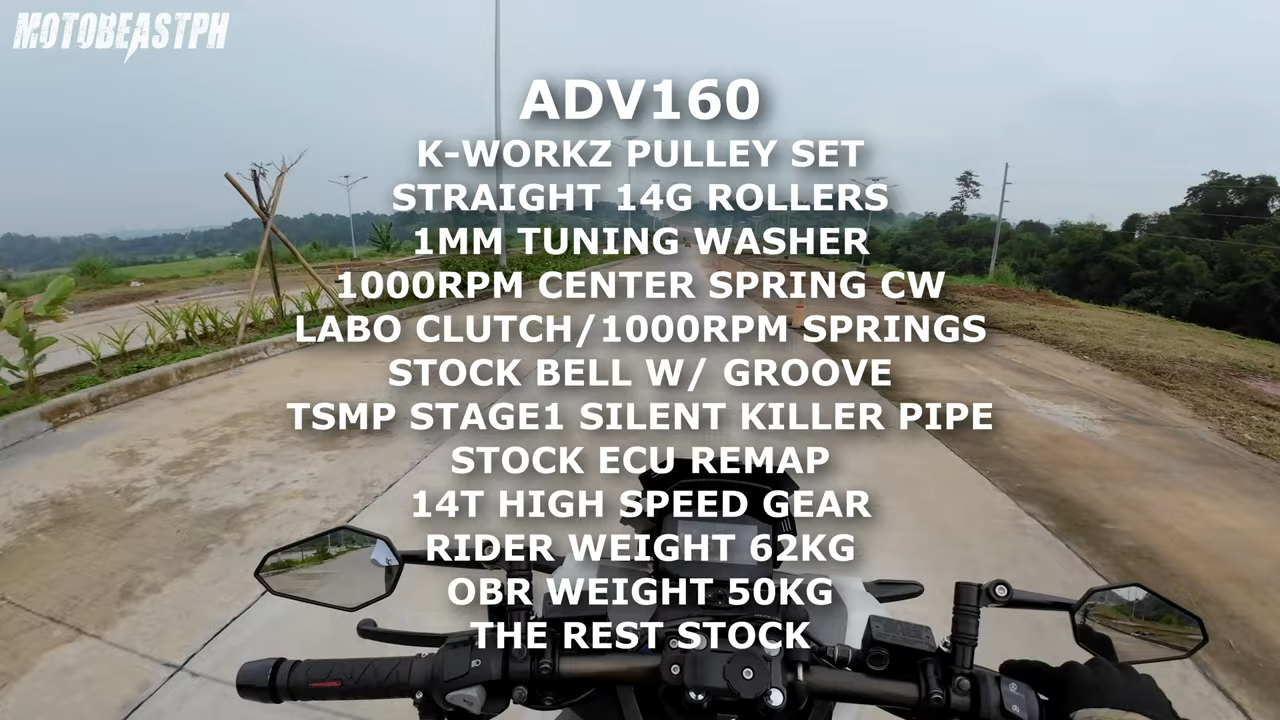 MOTOBEASTPH
ADV160
K-WORKZ PULLEY SET
STRAIGHT 14G ROLLERS
1MM TUNING WASHER
1000RPM CENTER SPRING CW
LABO CLUTCH/1000RPM SPRINGS
STOCK BELL W/ GROOVE
TSMP STAGE1 SILENT KILLER PIPE
STOCK ECU REMAP
14T HIGH SPEED GEAR
RIDER WEIGHT 62KG
OBR WEIGHT 50KG
THE REST STOCK